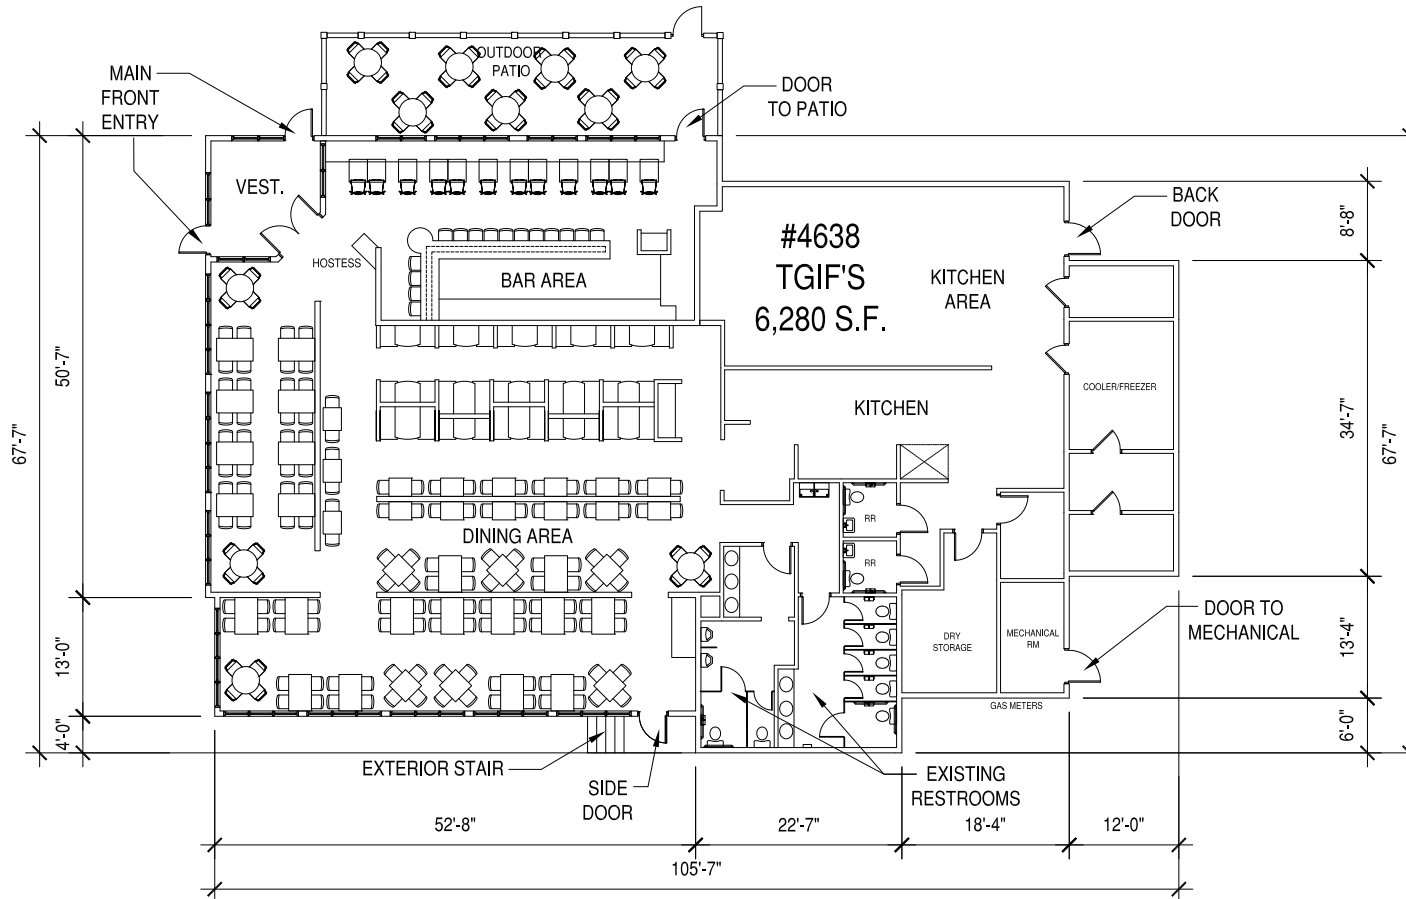 OUTDOOR
PATIO
MAIN
FRONT
ENTRY
DOOR
TO PATIO
VEST.
BACK
DOOR
#4638
TGIF'S
6,280 S.F.
HOSTESS
BAR AREA
KITCHEN
AREA
8'-8"
50'-7"
67'-7"
COOLER/FREEZER
KITCHEN
34'-7"
67'-7"
RR
DINING AREA
RR
DOOR TO
MECHANICAL
DRY
STORAGE
MECHANICAL
RM
13'-0"
13'-4"
GAS METERS
4'-0"
6'-0"
EXTERIOR STAIR
SIDE
DOOR
EXISTING
RESTROOMS
52'-8"
22'-7"
18'-4"
12'-0"
105'-7"